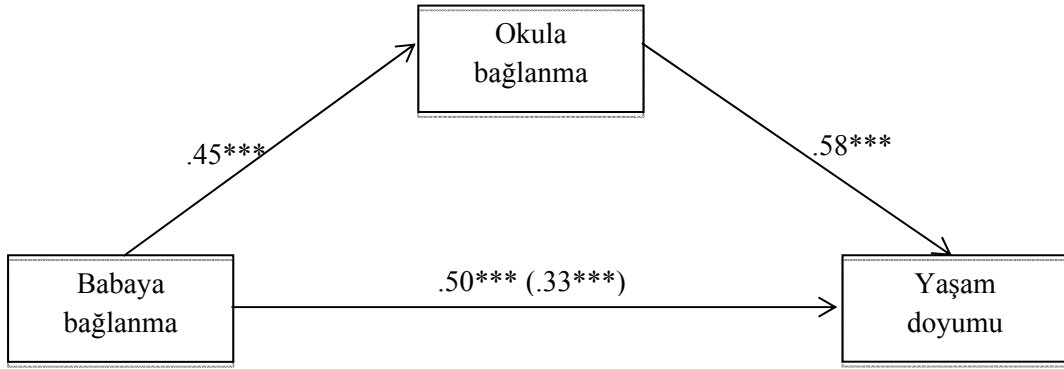 Okula
bağlanma
.45***
.58***
Babaya
bağlanma
.50*** (.33***)
Yaşam
doyumu